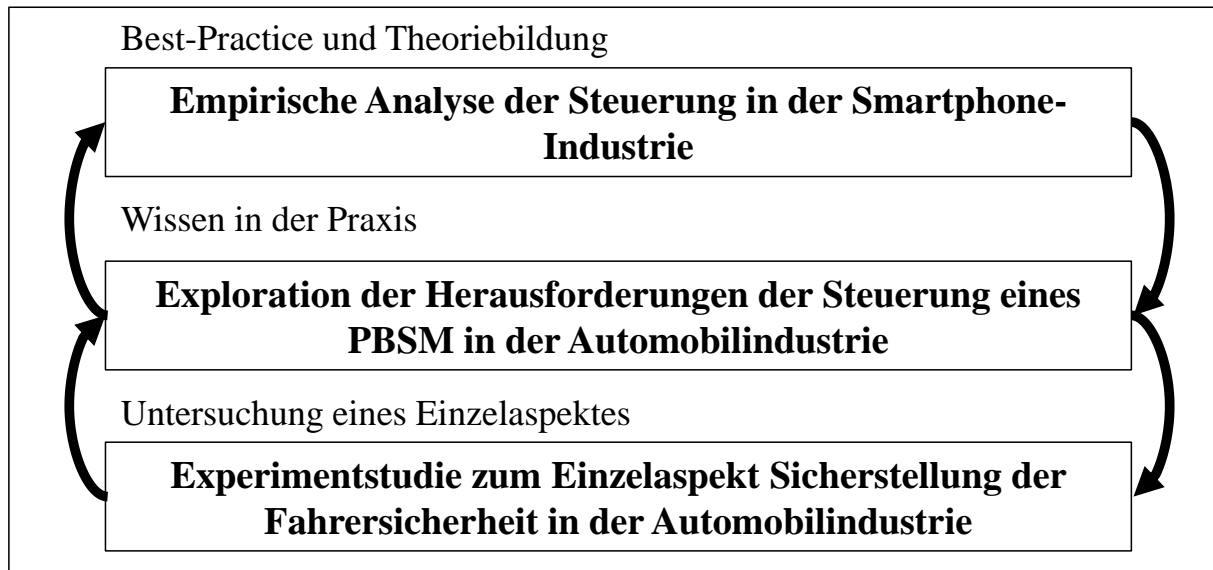 Best-Practice und Theoriebildung
Empirische Analyse der Steuerung in der Smartphone-
Industrie
Wissen in der Praxis
Exploration der Herausforderungen der Steuerung eines
PBSM in der Automobilindustrie
Untersuchung eines Einzelaspektes
Experimentstudie zum Einzelaspekt Sicherstellung der
Fahrersicherheit in der Automobilindustrie